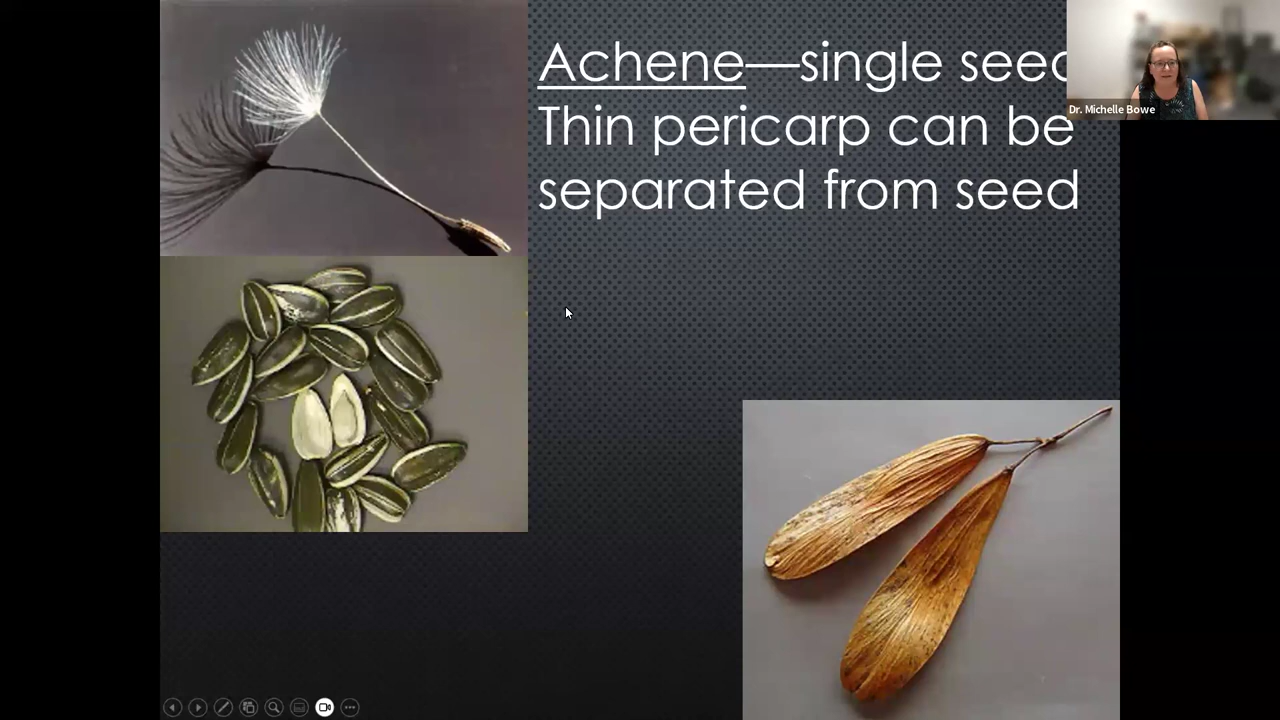 Achene—single seed
Thin pericarp can be
separated from seed
Dr. Michelle Bowe